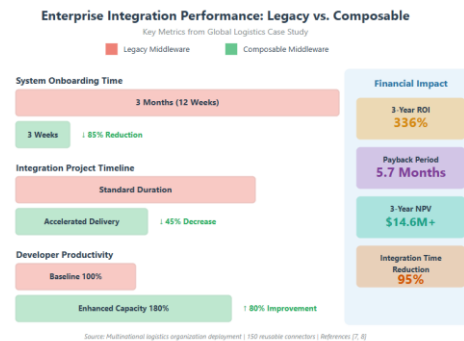 Enterprise Integration Performance: Legacy vs. Composable
Key Metrics from Global Logistics Case Study
Legacy Middleware
Composable Middleware
System Onboarding Time
3 Months (12 Weeks)
3 Weeks
↓ 85% Reduction
Integration Project Timeline
Standard Duration
Accelerated Delivery
↓ 45% Decrease
Developer Productivity
Baseline 100%
Enhanced Capacity 180%
↑ 80% Improvement
Financial Impact
3-Year ROI
336%
Payback Period
5.7 Months
3-Year NPV
$14.6M+
Integration Time
Reduction
95%
Source: Multinational logistics organization deployment | 150 reusable connectors | References [7, 8]